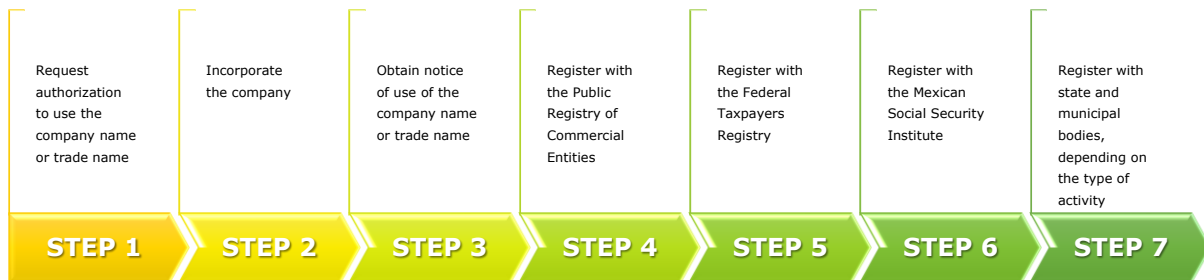 Request
authorization
to use the
company name
or trade name
Incorporate
the company
Obtain notice
of use of the
company name
or trade name
Register with
the Public
Registry of
Commercial
Entities
Register with
the Federal
Taxpayers
Registry
Register with
the Mexican
Social Security
Institute
Register with
state and
municipal
bodies,
depending on
the type of
activity
STEP 1
STEP 2
STEP 3
STEP 4
STEP 5
STEP 6
STEP 7